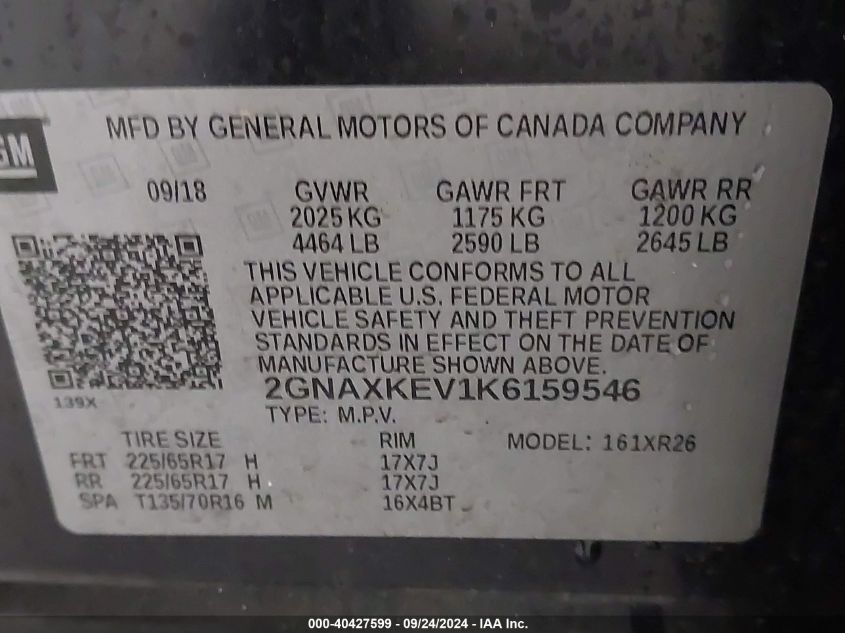 GM
MFD BY GENERAL MOTORS OF CANADA COMPANY
09/18 GVWR GAWR FRT GAWR RR
2025 KG 1175 KG 1200 KG
4464 LB 2590 LB 2645 LB
THIS VEHICLE CONFORMS TO ALL
APPLICABLE U.S. FEDERAL MOTOR
VEHICLE SAFETY AND THEFT PREVENTION
STANDARDS IN EFFECT ON THE DATE OF
MANUFACTURE SHOWN ABOVE.
2GNAXKEV1K6159546
139X
TYPE: M.P.V.
TIRE SIZE RIM MODEL: 161XR26
FRT 225/65R17 H 17X7J
RR 225/65R17 H 17X7J
SPA T135/70R16 M 16X4BT
000-40427599 - 09/24/2024 - IAA Inc.